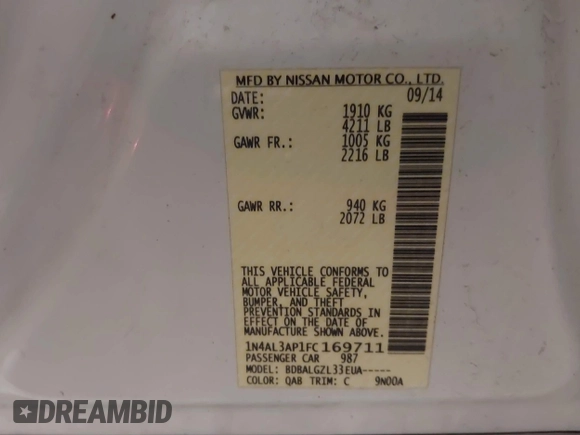 MFD BY NISSAN MOTOR CO., LTD.
DATE: 09/14
GVWR: 1910 KG
4211 LB
GAWR FR.: 1005 KG
2216 LB
GAWR RR.: 940 KG
2072 LB
THIS VEHICLE CONFORMS TO
ALL APPLICABLE FEDERAL
MOTOR VEHICLE SAFETY,
BUMPER, AND THEFT
PREVENTION STANDARDS IN
EFFECT ON THE DATE OF
MANUFACTURE SHOWN ABOVE.
1N4AL3AP1FC169711
PASSENGER CAR 987
MODEL: BDBALGZL33EUA-----
COLOR: QAB TRIM: C 9N00A
DREAMBID